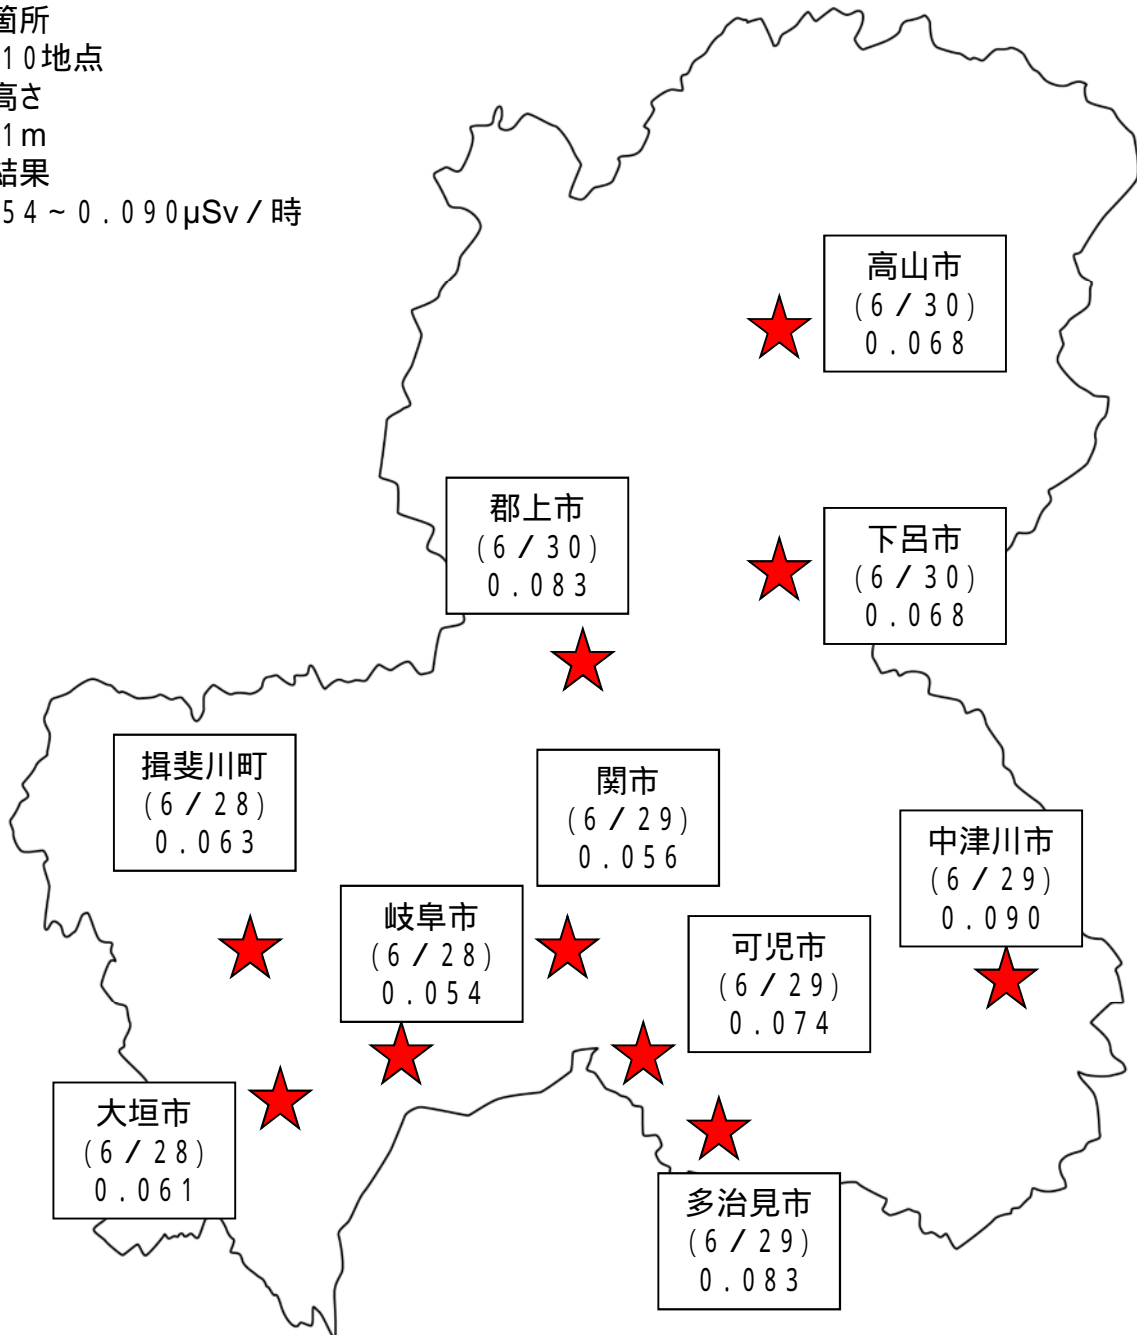 箇所
10地点
高さ
1m
結果
54~0.090μSv/時
高山市
(6/30)
0.068
郡上市
(6/30)
0.083
下呂市
(6/30)
0.068
揖斐川町
(6/28)
0.063
関市
(6/29)
0.056
中津川市
(6/29)
0.090
岐阜市
(6/28)
0.054
可児市
(6/29)
0.074
大垣市
(6/28)
0.061
多治見市
(6/29)
0.083